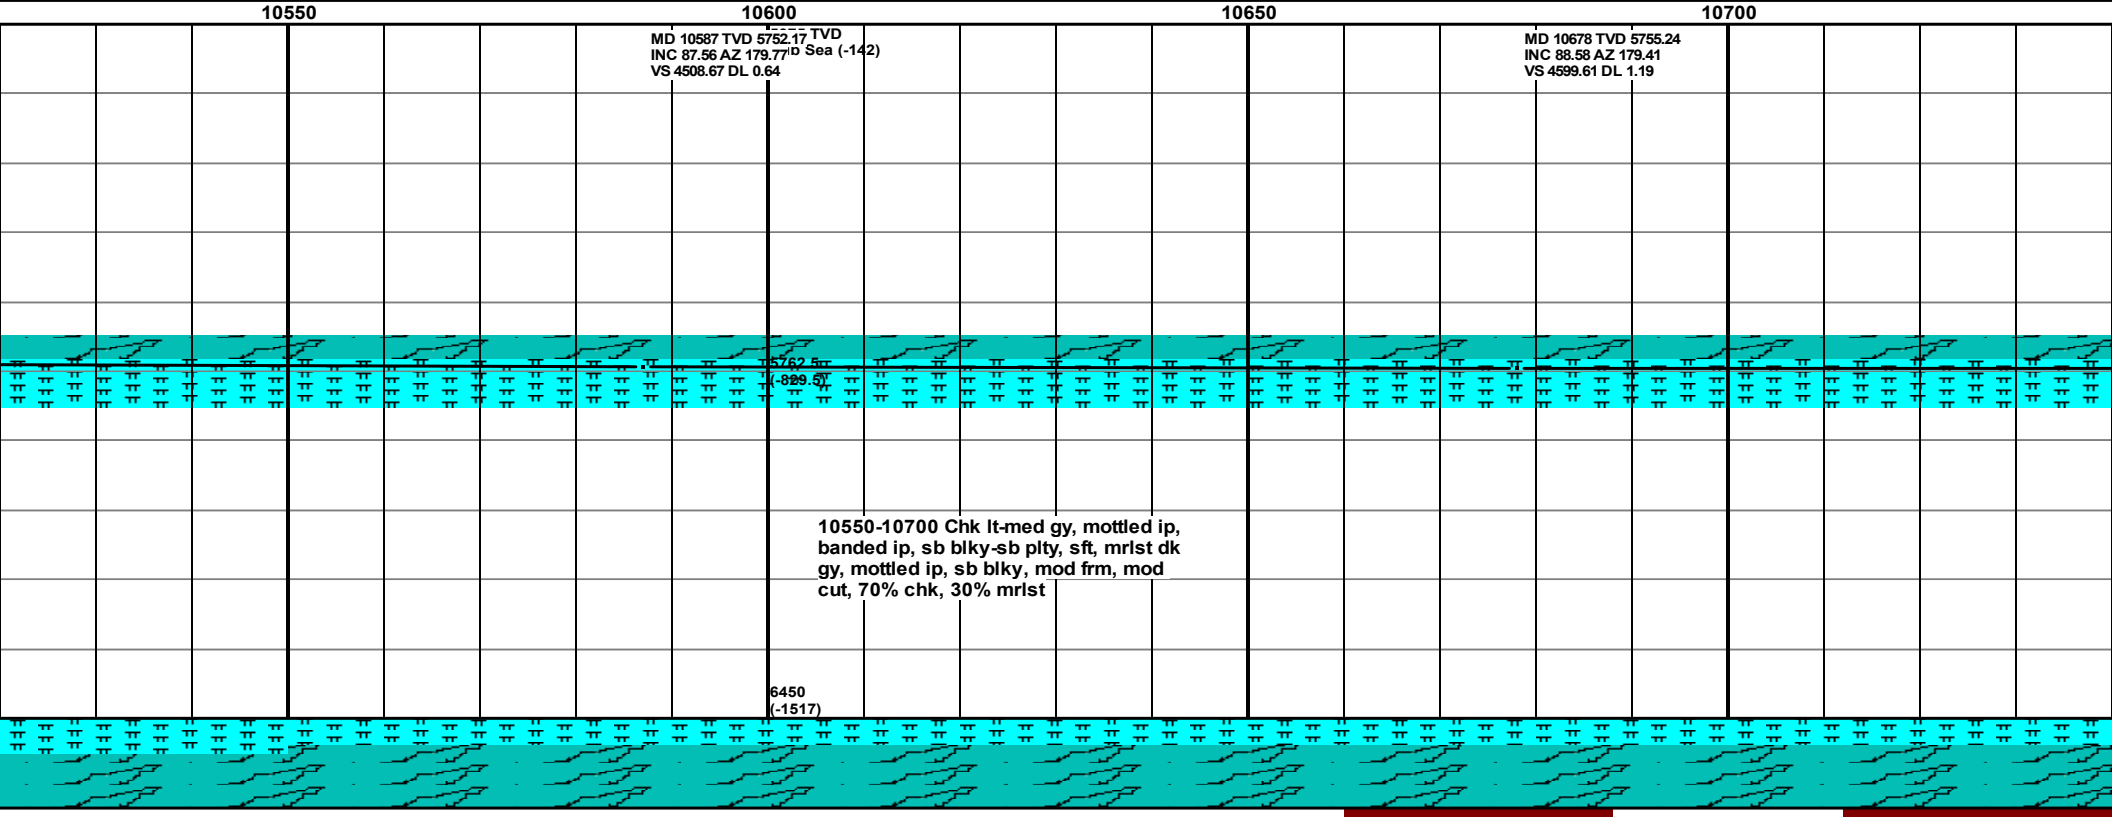 10550 10600 10650 10700
MD 10587 TVD 5752.17
INC 87.56 AZ 179.77
VS 4508.67 DL 0.64
TVD
Sea (-142)
MD 10678 TVD 5755.24
INC 88.58 AZ 179.41
VS 4599.61 DL 1.19
5762.5
(-829.5)
10550-10700 Chk lt-med gy, mottled ip,
banded ip, sb blky-sb plty, sft, mrlst dk
gy, mottled ip, sb blky, mod frm, mod
cut, 70% chk, 30% mrlst
6450
(-1517)